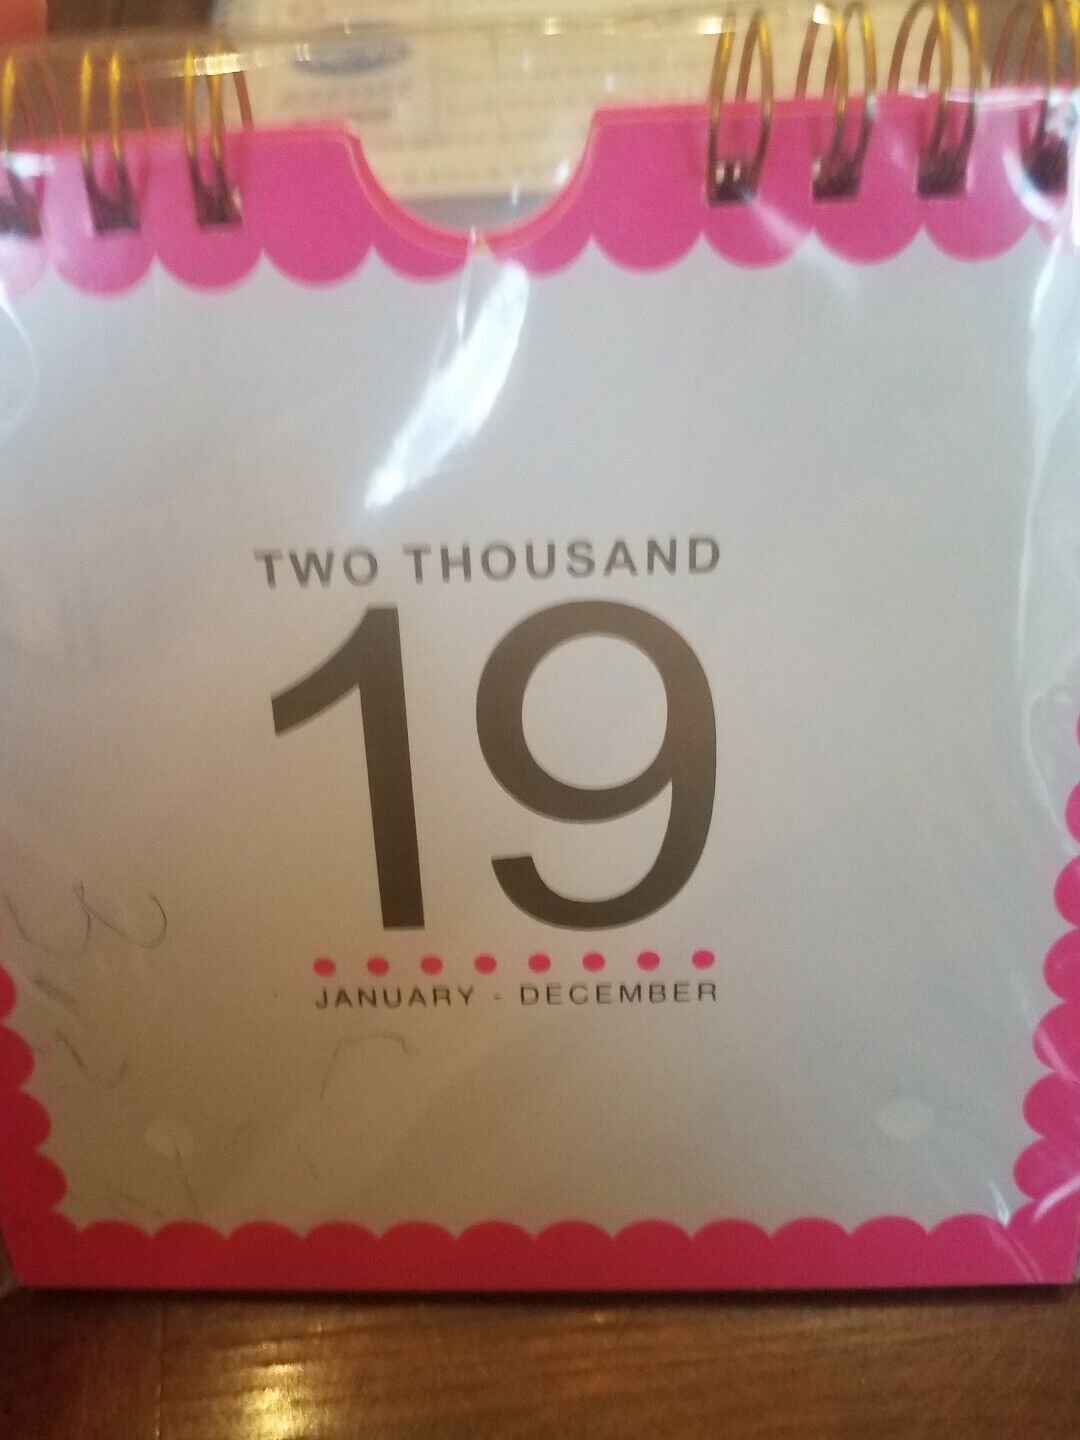 TWO THOUSAND
19
JANUARY - DECEMBER